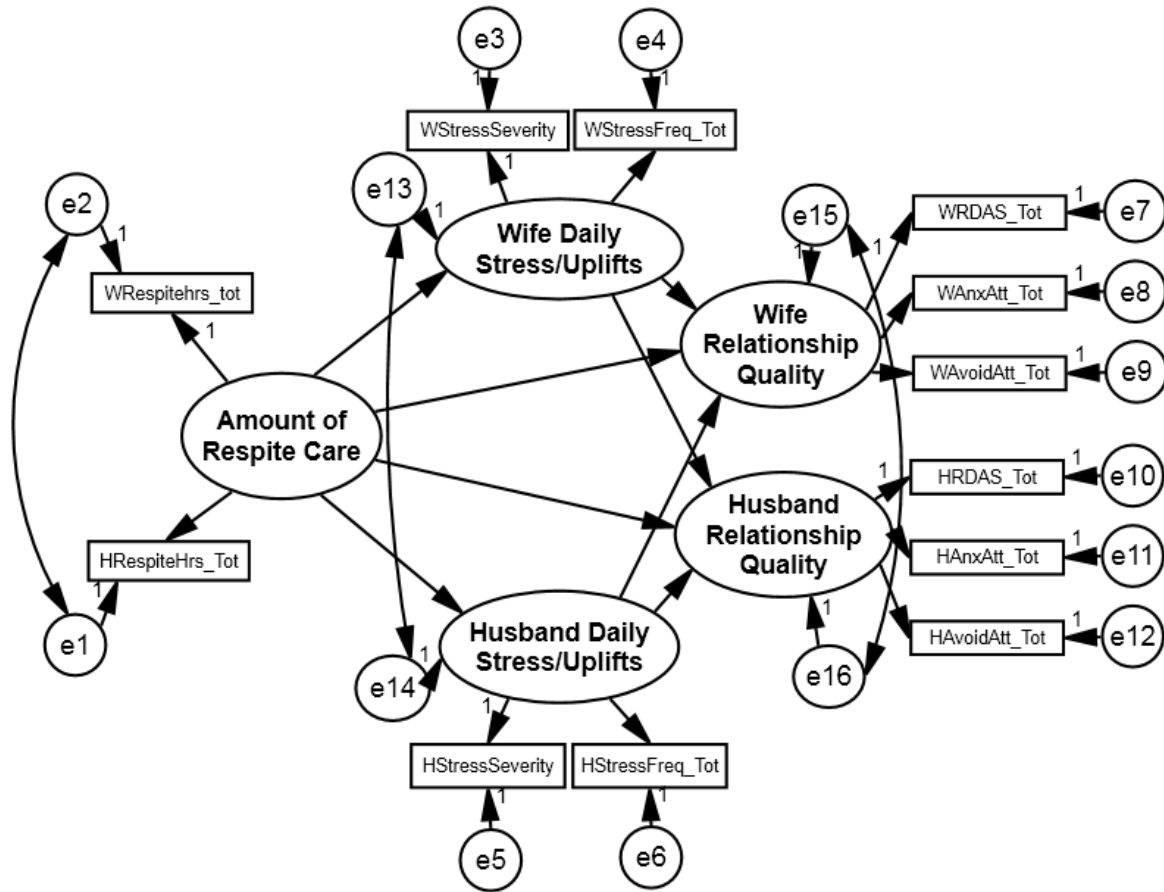 e3
e4
1
1
WStressSeverity
WStressFreq_Tot
1
e13
1
e2
1
WRespitehrs_tot
1
Wife Daily
Stress/Uplifts
e15
1
1
WRDAS_Tot
1
e7
WAnxAtt_Tot
1
e8
WAvoidAtt_Tot
1
e9
Wife
Relationship
Quality
Amount of
Respite Care
Husband
Relationship
Quality
1
HRDAS_Tot
1
e10
HAnxAtt_Tot
1
e11
HAvoidAtt_Tot
1
e12
HRespiteHrs_Tot
1
e1
Husband Daily
Stress/Uplifts
1
e16
e14
1
1
HStressSeverity
HStressFreq_Tot
1
1
e5
e6